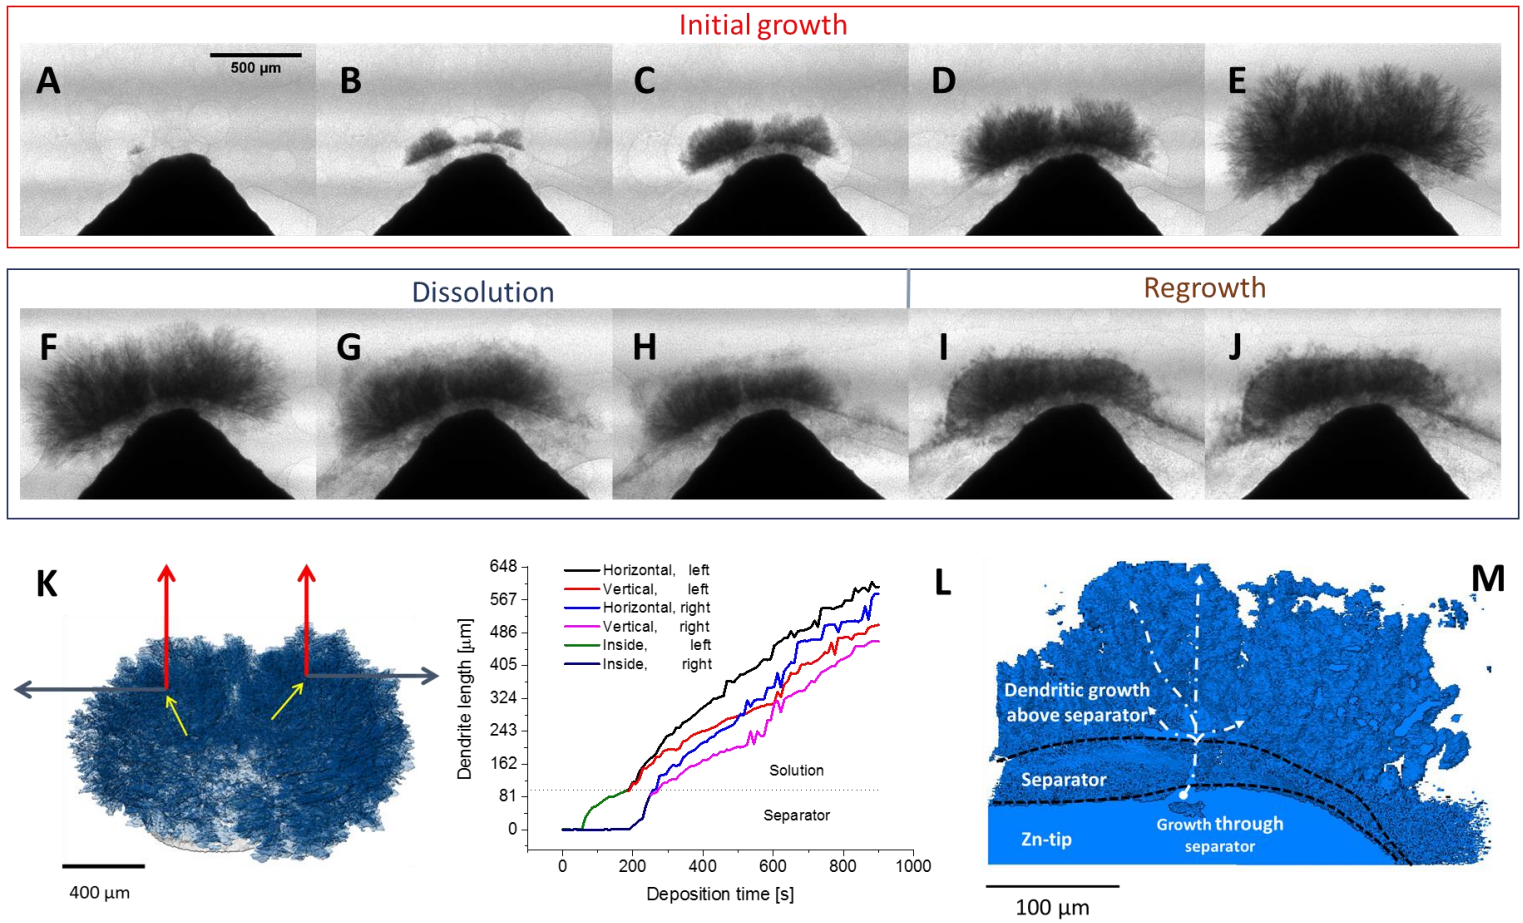 Initial growth
A
500 µm
B
C
D
E
Dissolution
Regrowth
F
G
H
I
J
K
400 µm
648
567
486
405
324
243
162
81
0
Dendrite length [µm]
Horizontal, left
Vertical, left
Horizontal, right
Vertical, right
Inside, left
Inside, right
Solution
Separator
0
200
400
600
800
1000
Deposition time [s]
L
M
Dendritic growth
above separator
Separator
Zn-tip
Growth through
separator
100 µm